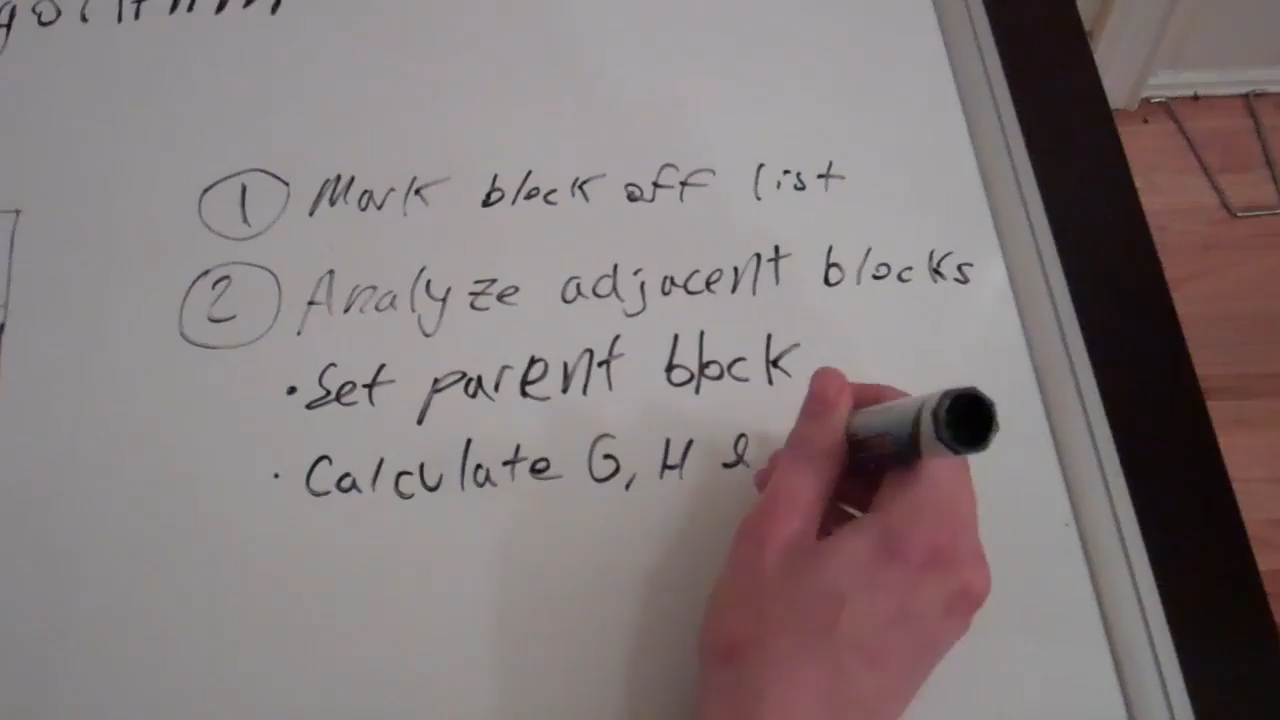 ① Mark block off list
② Analyze adjacent blocks
· Set parent block
· Calculate G, H &